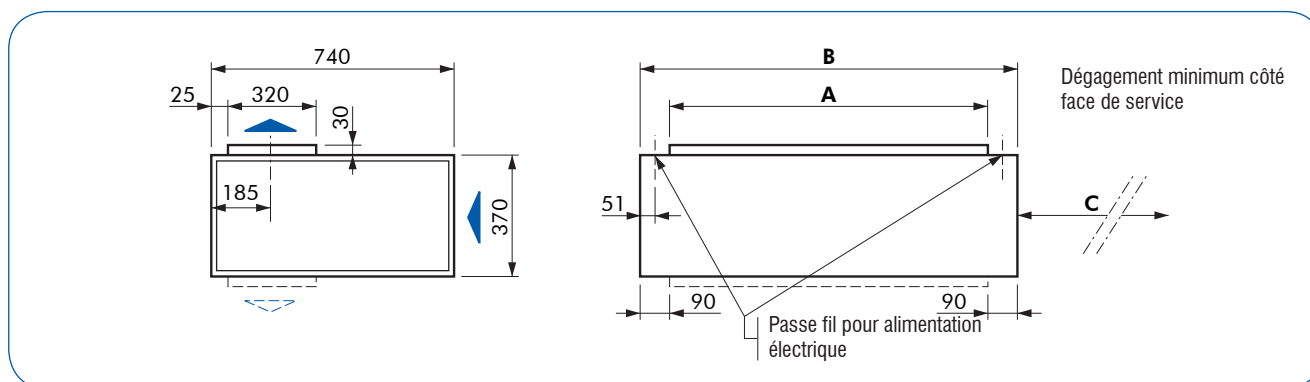 740
25
320
30
185
370
B
A
Dégagement minimum côté
face de service
51
C
90
90
Passe fil pour alimentation
électrique